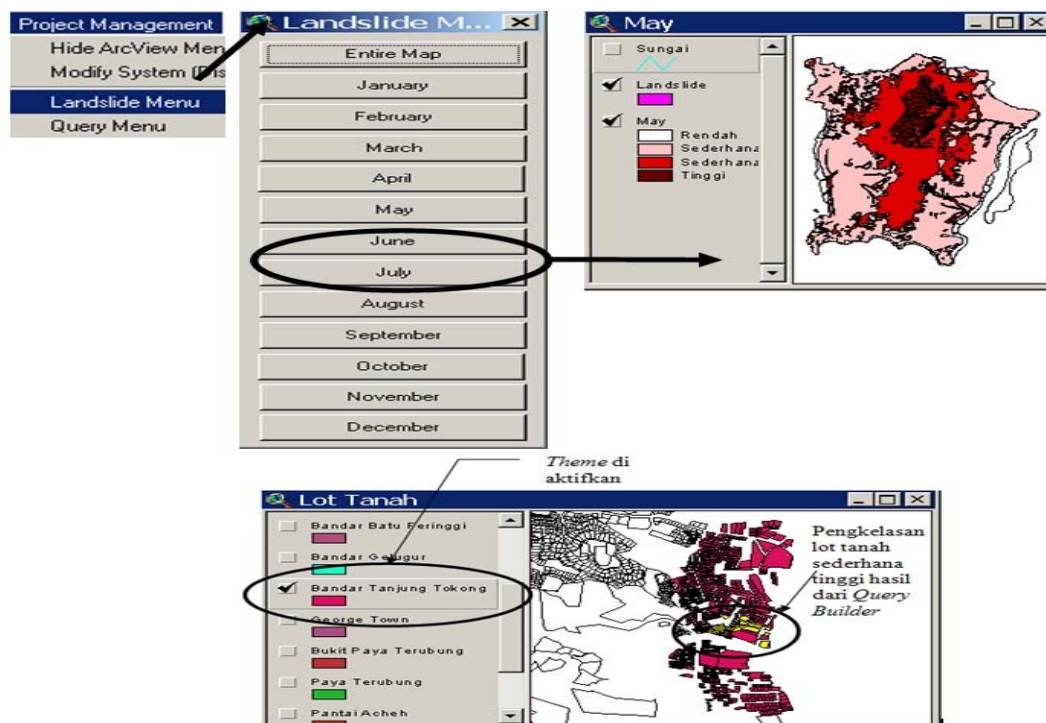 Project Management
Hide ArcView Men
Modify System (Dis
Landslide Menu
Query Menu
Landslide M...
Entire Map
January
February
March
April
May
June
July
August
September
October
November
December
May
Sungai
Landslide
May
Rendah
Sederhana
Sederhana
Tinggi
Theme di
aktifkan
Lot Tanah
Bandar Batu Feringgi
Bandar Gelugur
Bandar Tanjung Tokong
George Town
Bukit Paya Terubung
Paya Terubung
Pantai Acheh
Pengkelasan
lot tanah
sederhana
tinggi hasil
dari Query
Builder